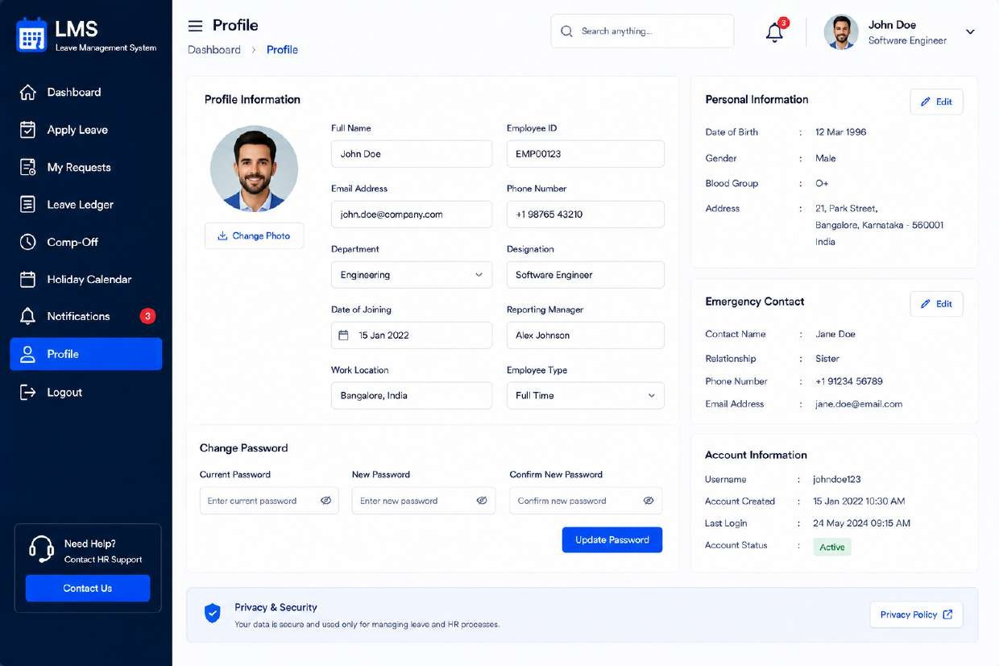 LMS
Leave Management System
Dashboard
Apply Leave
My Requests
Leave Ledger
Comp-Off
Holiday Calendar
Notifications 3
Profile
Logout
Need Help?
Contact HR Support
Contact Us
Profile
Dashboard > Profile
Search anything...
3
John Doe
Software Engineer
Profile Information
Change Photo
Full Name
John Doe
Employee ID
EMP00123
Email Address
john.doe@company.com
Phone Number
+1 98765 43210
Department
Engineering
Designation
Software Engineer
Date of Joining
15 Jan 2022
Reporting Manager
Alex Johnson
Work Location
Bangalore, India
Employee Type
Full Time
Change Password
Current Password
Enter current password
New Password
Enter new password
Confirm New Password
Confirm new password
Update Password
Personal Information
Edit
Date of Birth : 12 Mar 1996
Gender : Male
Blood Group : O+
Address : 21, Park Street,
Bangalore, Karnataka - 560001
India
Emergency Contact
Edit
Contact Name : Jane Doe
Relationship : Sister
Phone Number : +1 91234 56789
Email Address : jane.doe@email.com
Account Information
Username : johndoe123
Account Created : 15 Jan 2022 10:30 AM
Last Login : 24 May 2024 09:15 AM
Account Status : Active
Privacy & Security
Your data is secure and used only for managing leave and HR processes.
Privacy Policy